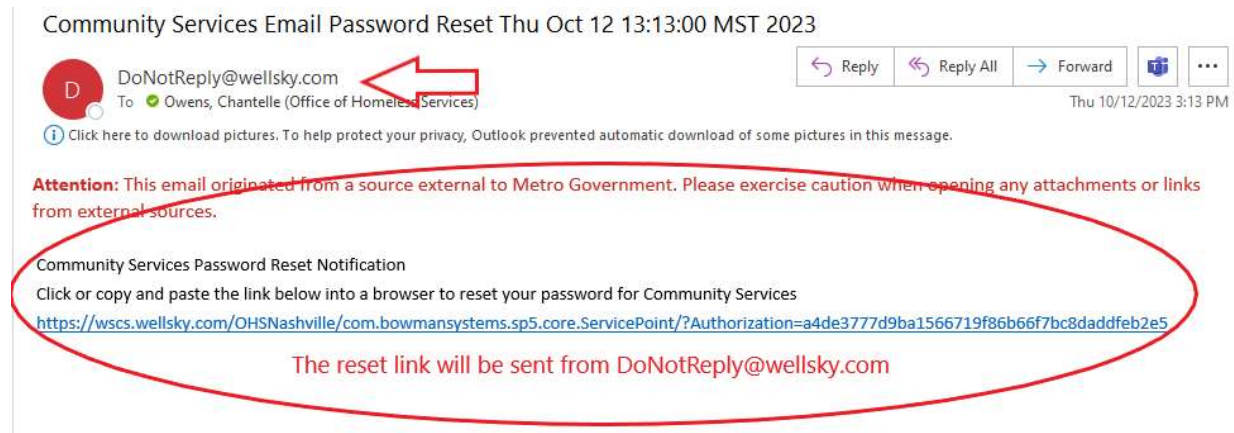 Community Services Email Password Reset Thu Oct 12 13:13:00 MST 2023
D
DoNotReply@wellsky.com
To Owens, Chantelle (Office of Homeless Services)
Reply
Reply All
Forward
Thu 10/12/2023 3:13 PM
Click here to download pictures. To help protect your privacy, Outlook prevented automatic download of some pictures in this message.
Attention: This email originated from a source external to Metro Government. Please exercise caution when opening any attachments or links
from external sources.
Community Services Password Reset Notification
Click or copy and paste the link below into a browser to reset your password for Community Services
https://wscs.wellsky.com/OHSNashville/com.bowmansystems.sp5.core.ServicePoint/?Authorization=a4de3777d9ba1566719f86b66f7bc8daddfeb2e5
The reset link will be sent from DoNotReply@wellsky.com